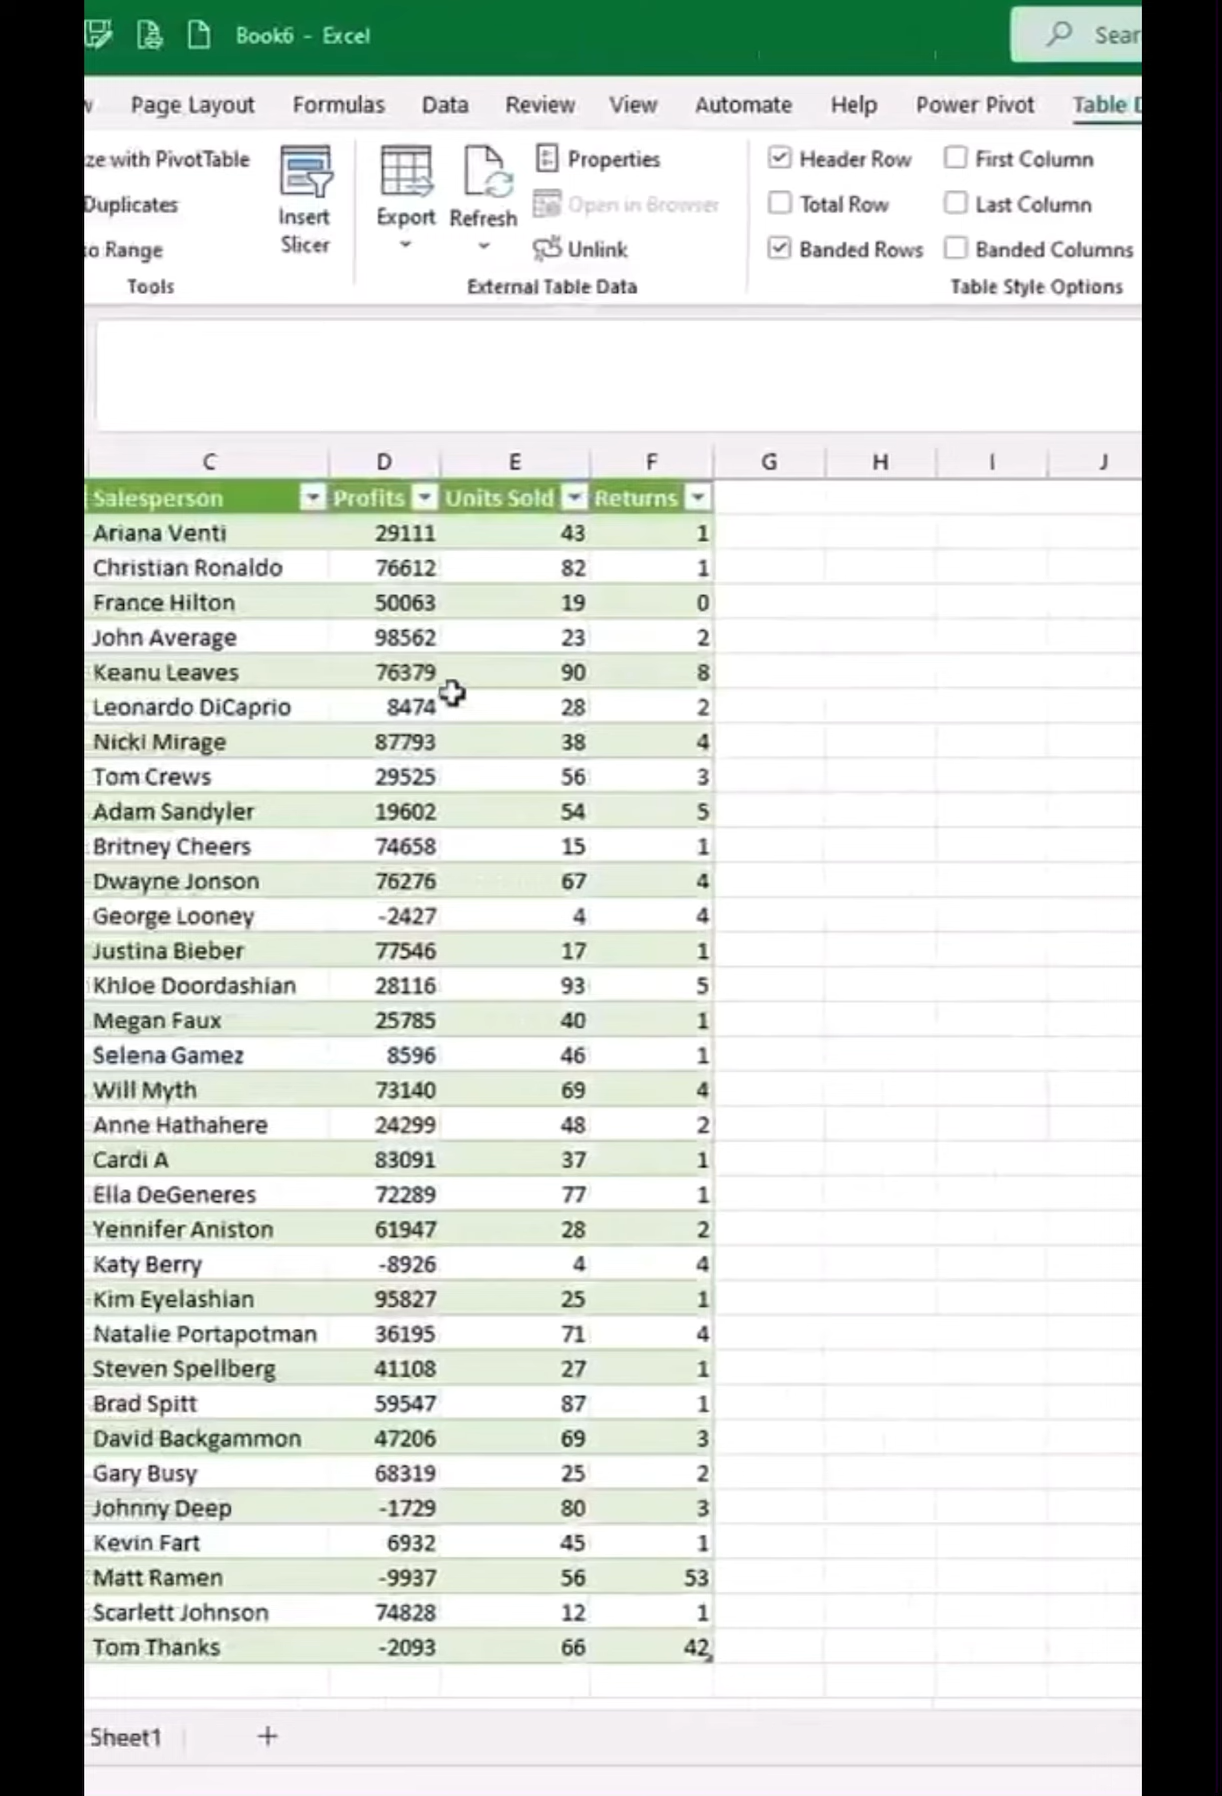 Book6 - Excel
Page Layout Formulas Data Review View Automate Help Power Pivot Table
with PivotTable
Duplicates
Range
Tools
Insert Slicer
Export
Refresh
Properties
Open in Browser
Unlink
External Table Data
Header Row First Column
Total Row Last Column
Banded Rows Banded Columns
Table Style Options
C D E F G H I J
Salesperson Profits Units Sold Returns
Ariana Venti 29111 43 1
Christian Ronaldo 76612 82 1
France Hilton 50063 19 0
John Average 98562 23 2
Keanu Leaves 76379 90 8
Leonardo DiCaprio 8474 28 2
Nicki Mirage 87793 38 4
Tom Crews 29525 56 3
Adam Sandyler 19602 54 5
Britney Cheers 74658 15 1
Dwayne Jonson 76276 67 4
George Looney -2427 4 4
Justina Bieber 77546 17 1
Khloe Doordashian 28116 93 5
Megan Faux 25785 40 1
Selena Gamez 8596 46 1
Will Myth 73140 69 4
Anne Hathahere 24299 48 2
Cardi A 83091 37 1
Ella DeGeneres 72289 77 1
Yennifer Aniston 61947 28 2
Katy Berry -8926 4 4
Kim Eyelashian 95827 25 1
Natalie Portapotman 36195 71 4
Steven Spellberg 41108 27 1
Brad Spitt 59547 87 1
David Backgammon 47206 69 3
Gary Busy 68319 25 2
Johnny Deep -1729 80 3
Kevin Fart 6932 45 1
Matt Ramen -9937 56 53
Scarlett Johnson 74828 12 1
Tom Thanks -2093 66 42
Sheet1 +